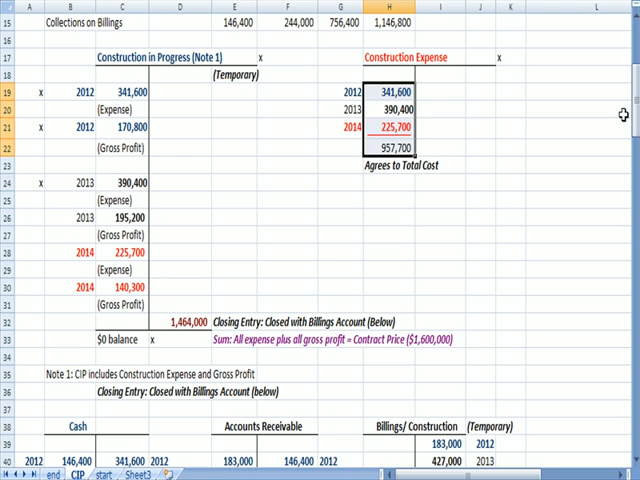 A B C D E F G H I J K L
15 Collections on Billings 146,400 244,000 756,400 1,146,800
16
17 Construction in Progress (Note 1) x Construction Expense x
18 (Temporary)
19 x 2012 341,600 2012 341,600
20 (Expense) 2013 390,400
21 x 2012 170,800 2014 225,700
22 (Gross Profit) 957,700
23 Agrees to Total Cost
24 x 2013 390,400
25 (Expense)
26 2013 195,200
27 (Gross Profit)
28 2014 225,700
29 (Expense)
30 2014 140,300
31 (Gross Profit)
32 1,464,000 Closing Entry: Closed with Billings Account (Below)
33 $0 balance x Sum: All expense plus all gross profit = Contract Price ($1,600,000)
34
35 Note 1: CIP includes Construction Expense and Gross Profit
36 Closing Entry: Closed with Billings Account (below)
37
38 Cash Accounts Receivable Billings/ Construction (Temporary)
39 183,000 2012
40 2012 146,400 341,600 2012 183,000 146,400 2012 427,000 2013
end CIP start Sheet3